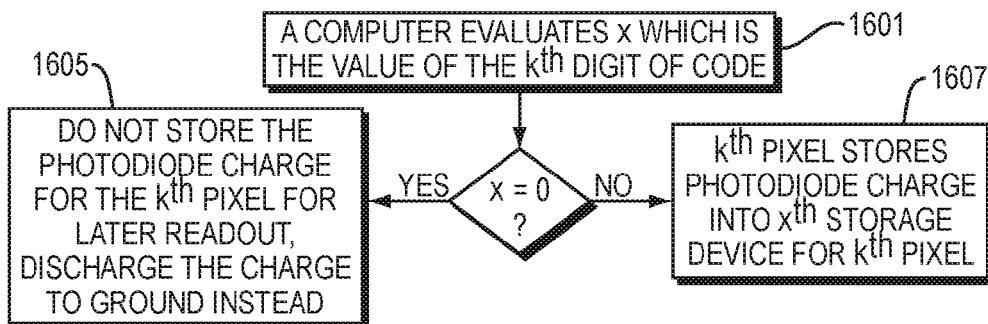 A COMPUTER EVALUATES x WHICH IS
THE VALUE OF THE kth DIGIT OF CODE
1601
1605
DO NOT STORE THE
PHOTODIODE CHARGE
FOR THE kth PIXEL FOR
LATER READOUT,
DISCHARGE THE CHARGE
TO GROUND INSTEAD
YES
x = 0
?
NO
1607
kth PIXEL STORES
PHOTODIODE CHARGE
INTO xth STORAGE
DEVICE FOR kth PIXEL